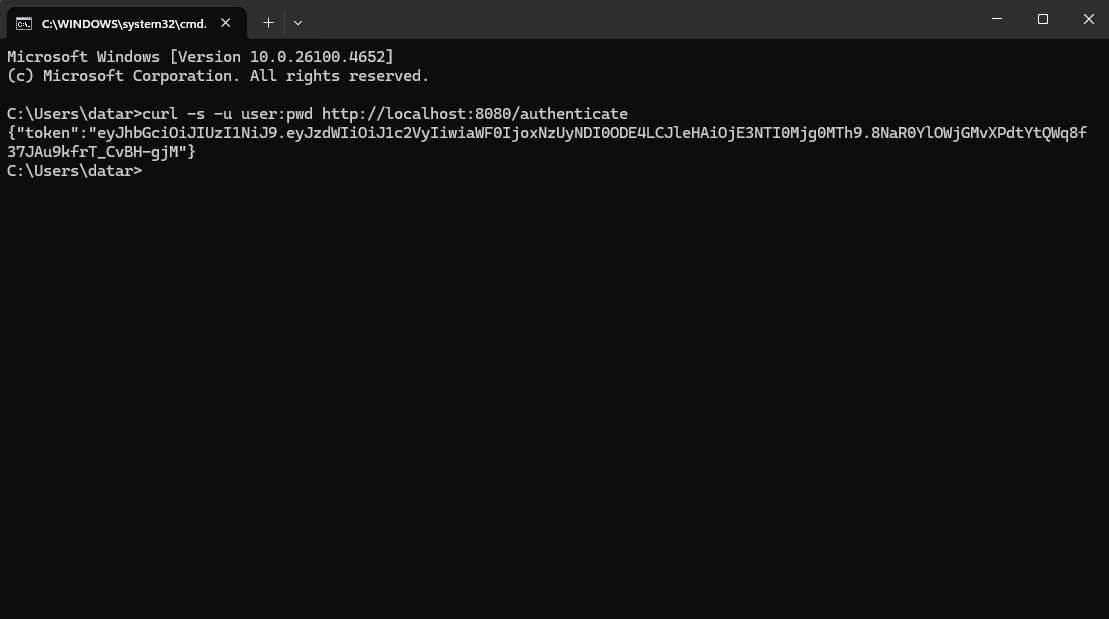 C:\WINDOWS\system32\cmd.
Microsoft Windows [Version 10.0.26100.4652]
(c) Microsoft Corporation. All rights reserved.
C:\Users\datar>curl -s -u user:pwd http://localhost:8080/authenticate
{"token":"eyJhbGciOiJIUzI1NiJ9.eyJzdWIiOiJ1c2VyIiwiaWF0IjoxNzUyNDI0ODE4LCJleHAiOjE3NTI0Mjg0MTh9.8NaR0YlOWjGMvXPdtYtQWq8f
37JAu9kfrT_CvBH-gjM"}
C:\Users\datar>